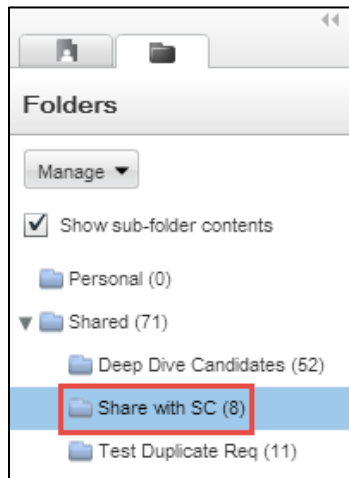 Folders
Manage
Show sub-folder contents
Personal (0)
Shared (71)
Deep Dive Candidates (52)
Share with SC (8)
Test Duplicate Req (11)